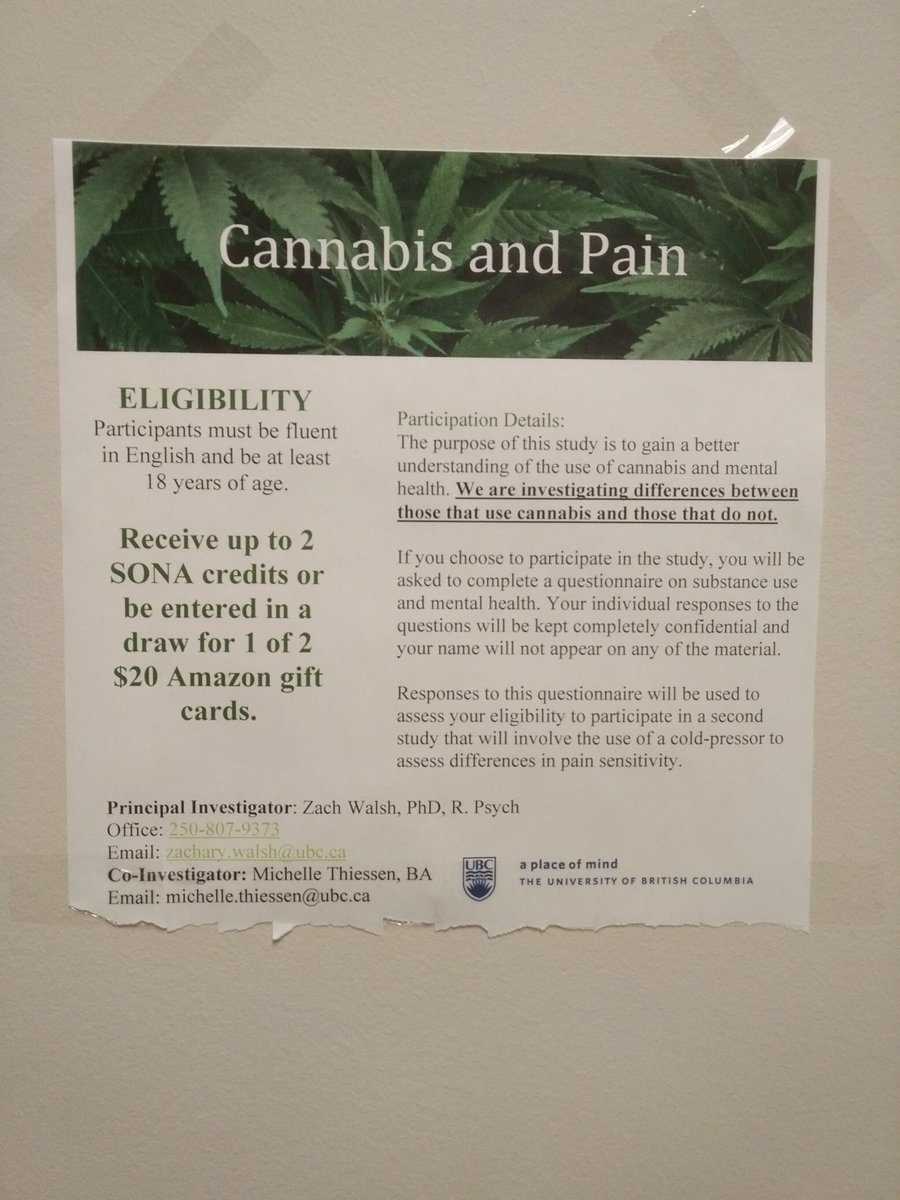 Cannabis and Pain
ELIGIBILITY
Participants must be fluent
in English and be at least
18 years of age.
Receive up to 2
SONA credits or
be entered in a
draw for 1 of 2
$20 Amazon gift
cards.
Participation Details:
The purpose of this study is to gain a better
understanding of the use of cannabis and mental
health. We are investigating differences between
those that use cannabis and those that do not.
If you choose to participate in the study, you will be
asked to complete a questionnaire on substance use
and mental health. Your individual responses to the
questions will be kept completely confidential and
your name will not appear on any of the material.
Responses to this questionnaire will be used to
assess your eligibility to participate in a second
study that will involve the use of a cold-pressor to
assess differences in pain sensitivity.
Principal Investigator: Zach Walsh, PhD, R. Psych
Office: 250-807-9373
Email: zachary.walsh@ubc.ca
Co-Investigator: Michelle Thiessen, BA
Email: michelle.thiessen@ubc.ca
UBC
a place of mind
THE UNIVERSITY OF BRITISH COLUMBIA